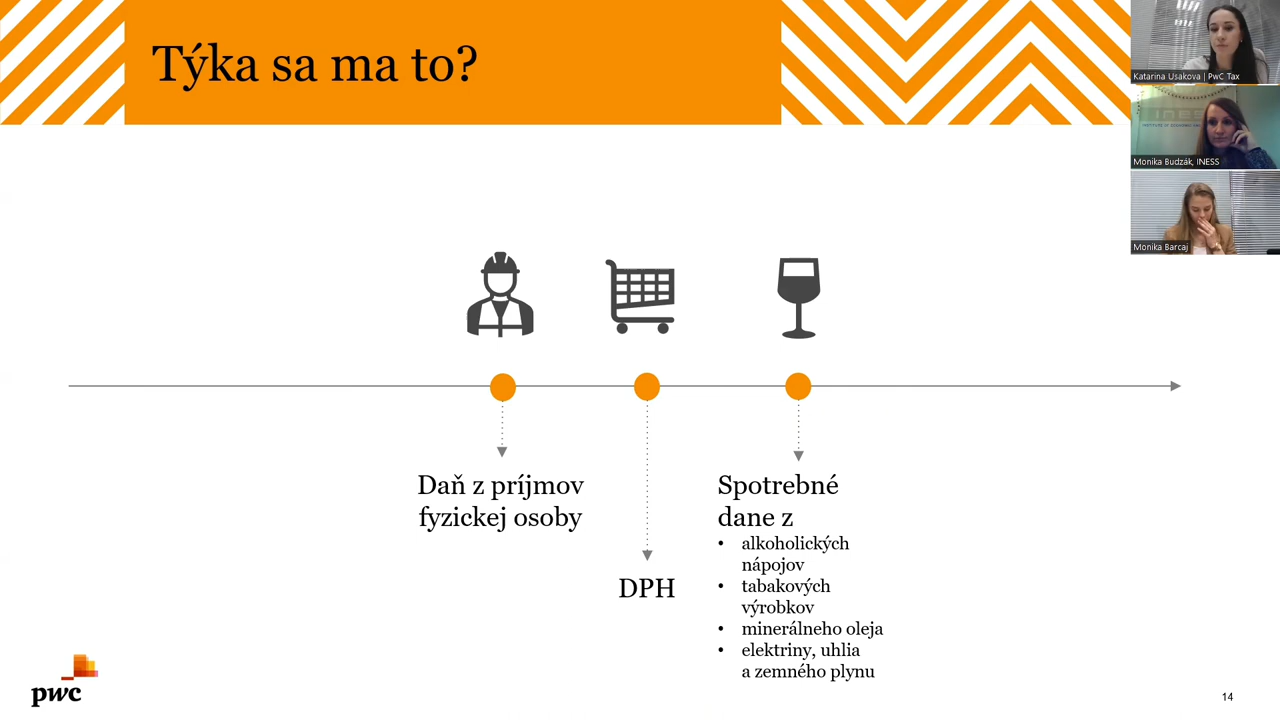 Týka sa ma to?
Katarina Usakova | PwC Tax
Monika Budzák, INESS
Monika Barcaj
Daň z príjmov
fyzickej osoby
DPH
Spotrebné
dane z
• alkoholických
nápojov
• tabakových
výrobkov
• minerálneho oleja
• elektriny, uhlia
a zemného plynu
pwc
14